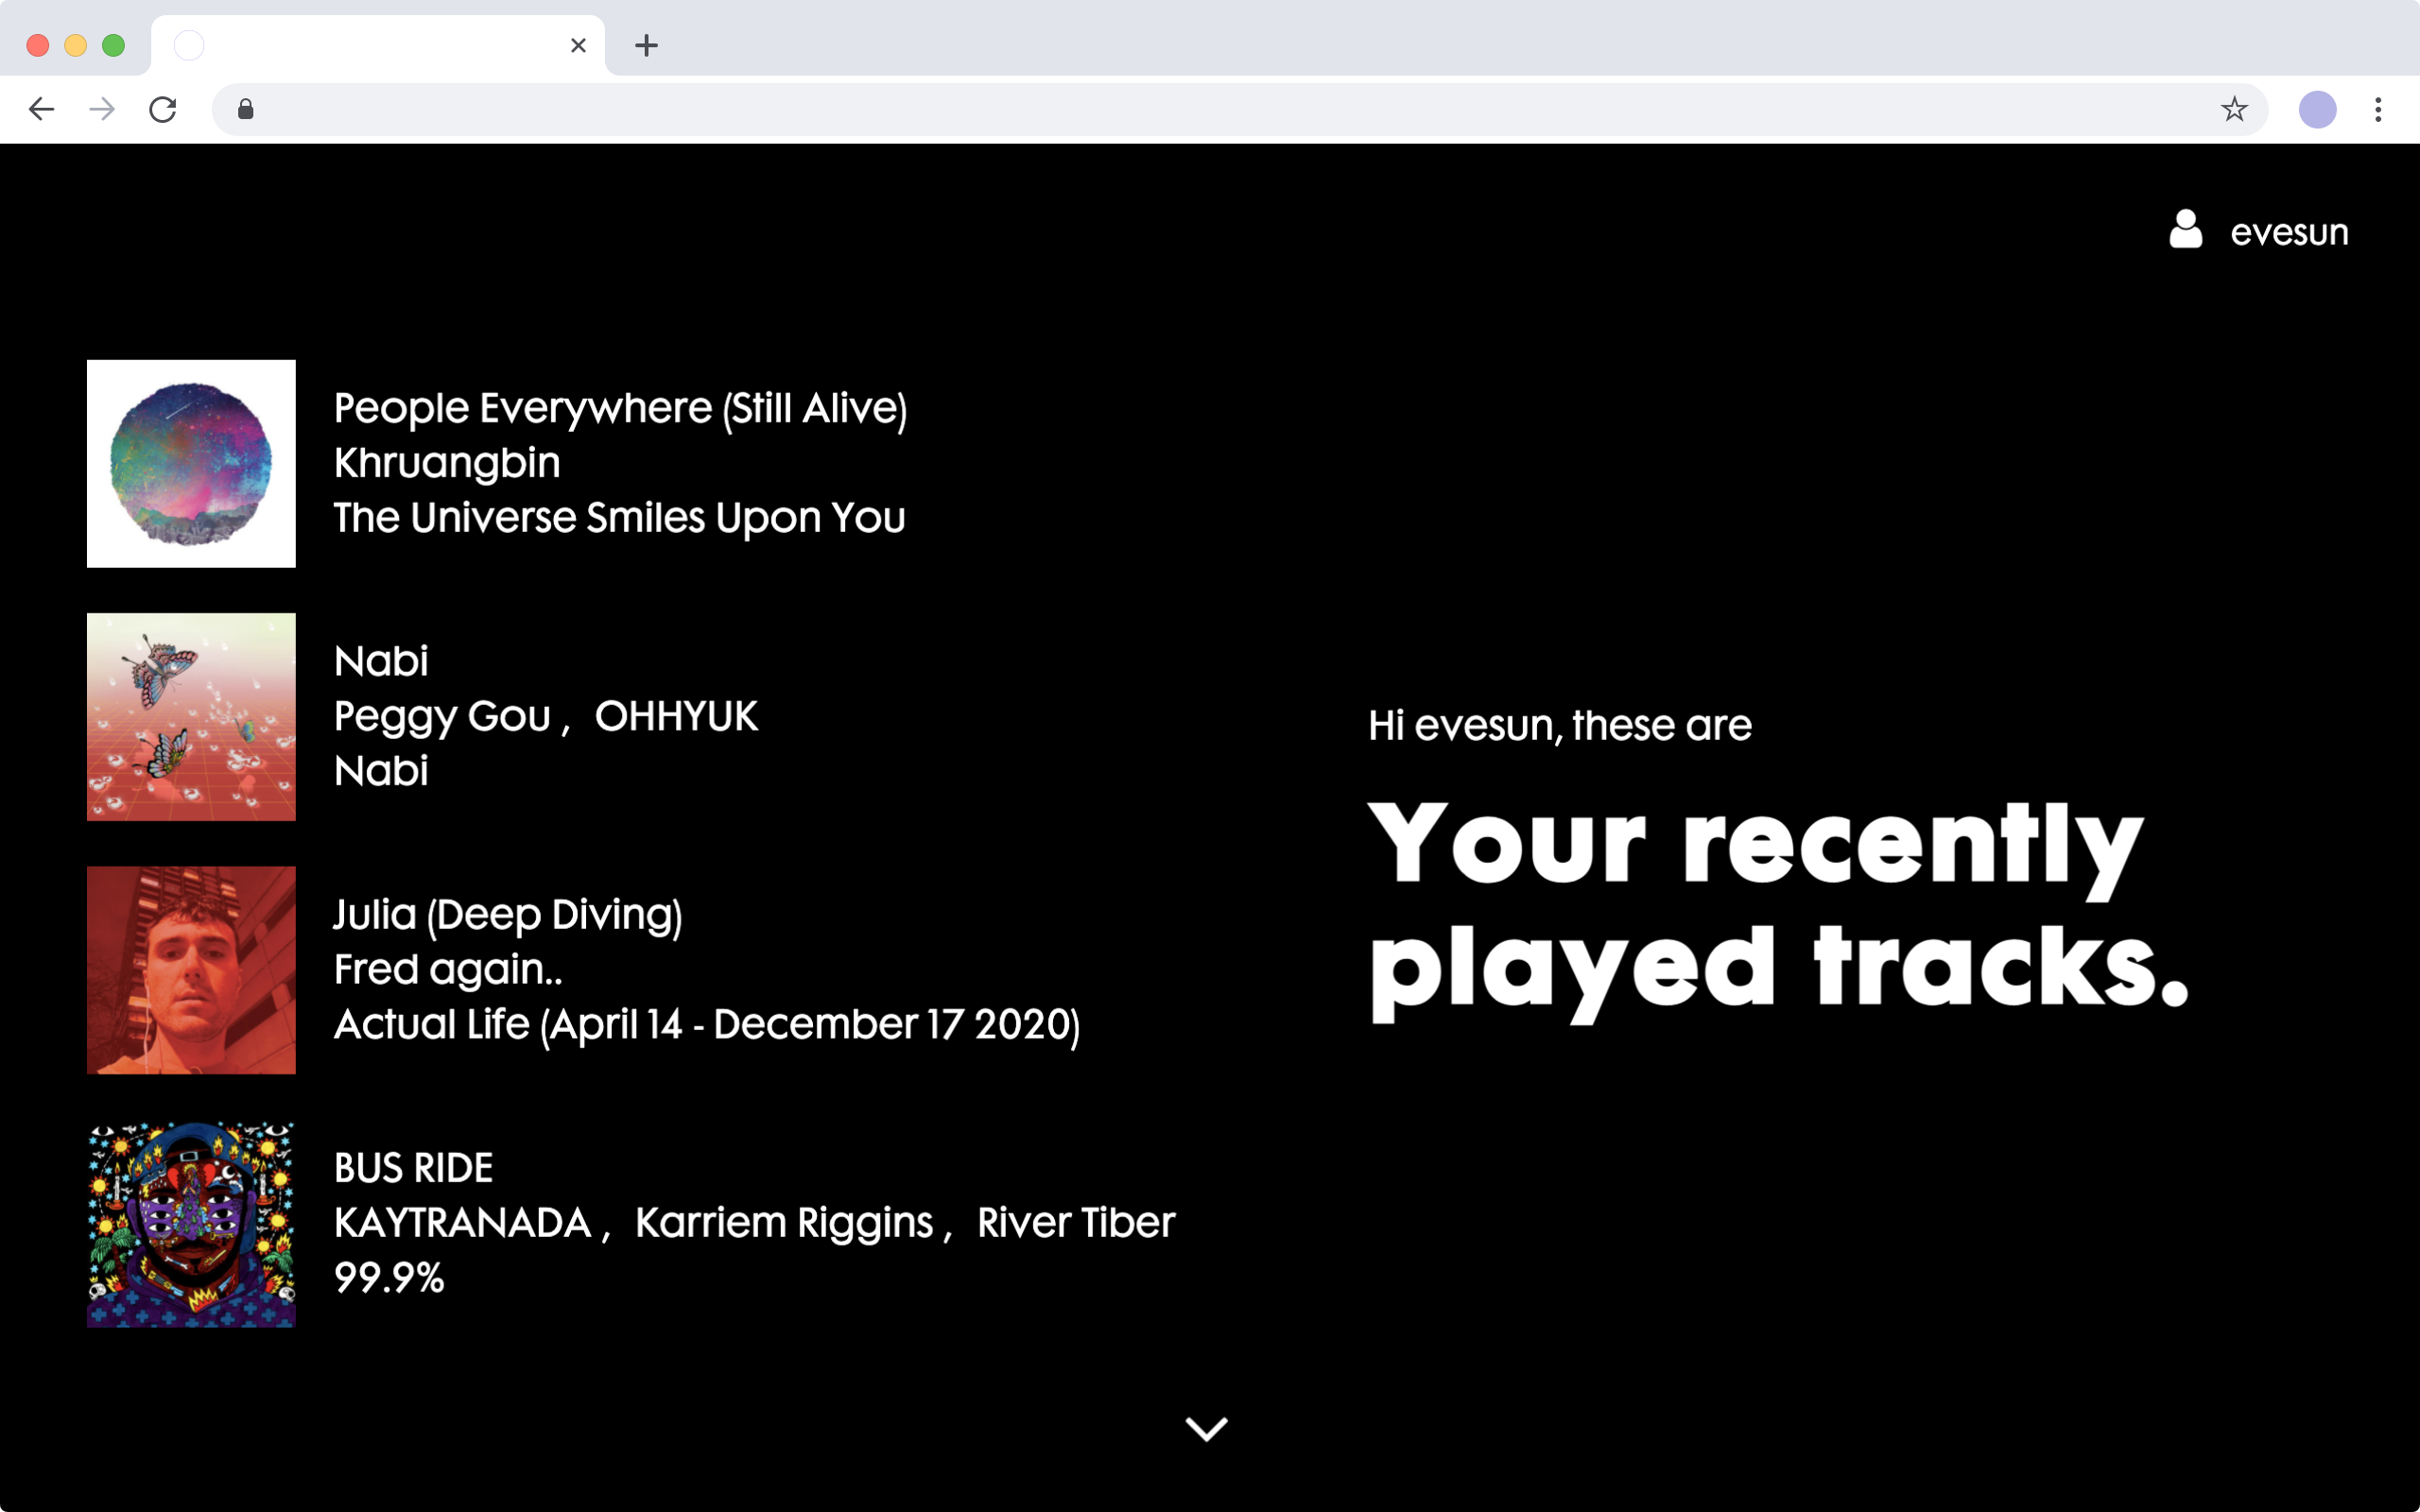 evesun
People Everywhere (Still Alive)
Khruangbin
The Universe Smiles Upon You
Nabi
Peggy Gou ,  OHHYUK
Nabi
Julia (Deep Diving)
Fred again..
Actual Life (April 14 - December 17 2020)
BUS RIDE
KAYTRANADA ,  Karriem Riggins ,  River Tiber
99.9%
Hi evesun, these are
Your recently
played tracks.